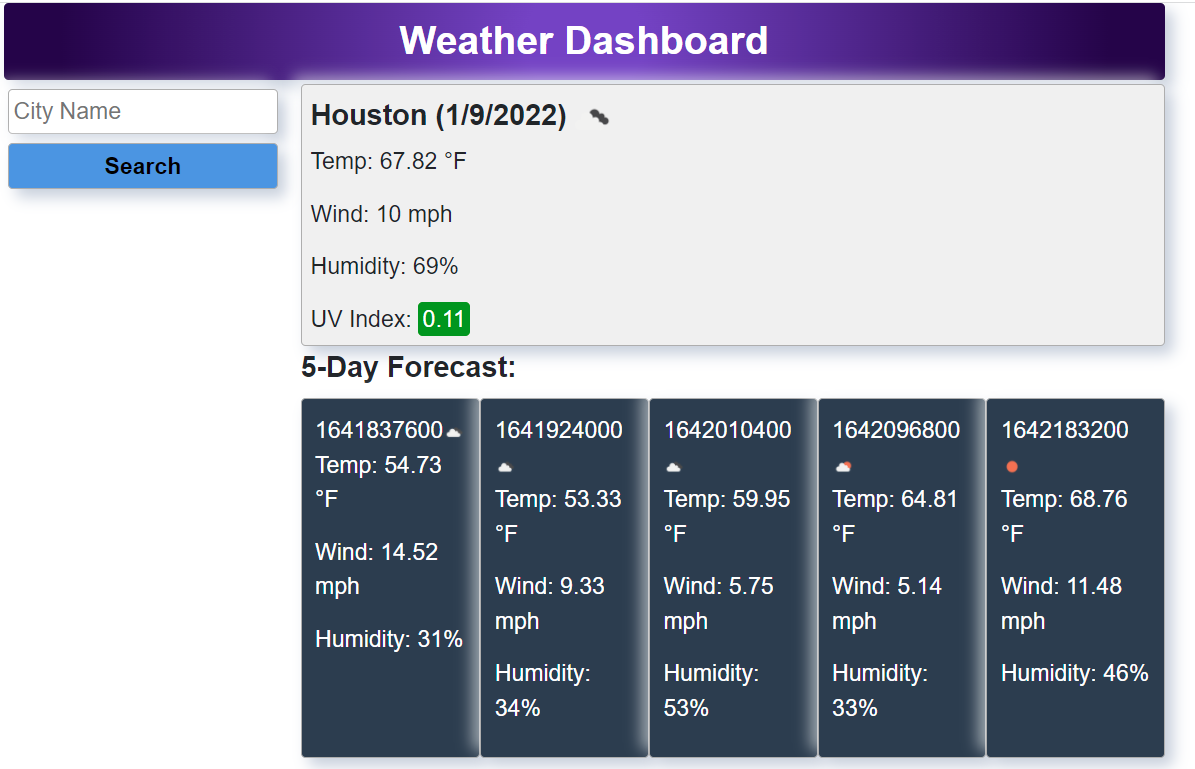 Weather Dashboard
City Name
Search
Houston (1/9/2022)
Temp: 67.82 °F
Wind: 10 mph
Humidity: 69%
UV Index: 0.11
5-Day Forecast:
1641837600
Temp: 54.73
°F
Wind: 14.52
mph
Humidity: 31%
1641924000
Temp: 53.33
°F
Wind: 9.33
mph
Humidity:
34%
1642010400
Temp: 59.95
°F
Wind: 5.75
mph
Humidity:
53%
1642096800
Temp: 64.81
°F
Wind: 5.14
mph
Humidity:
33%
1642183200
Temp: 68.76
°F
Wind: 11.48
mph
Humidity: 46%